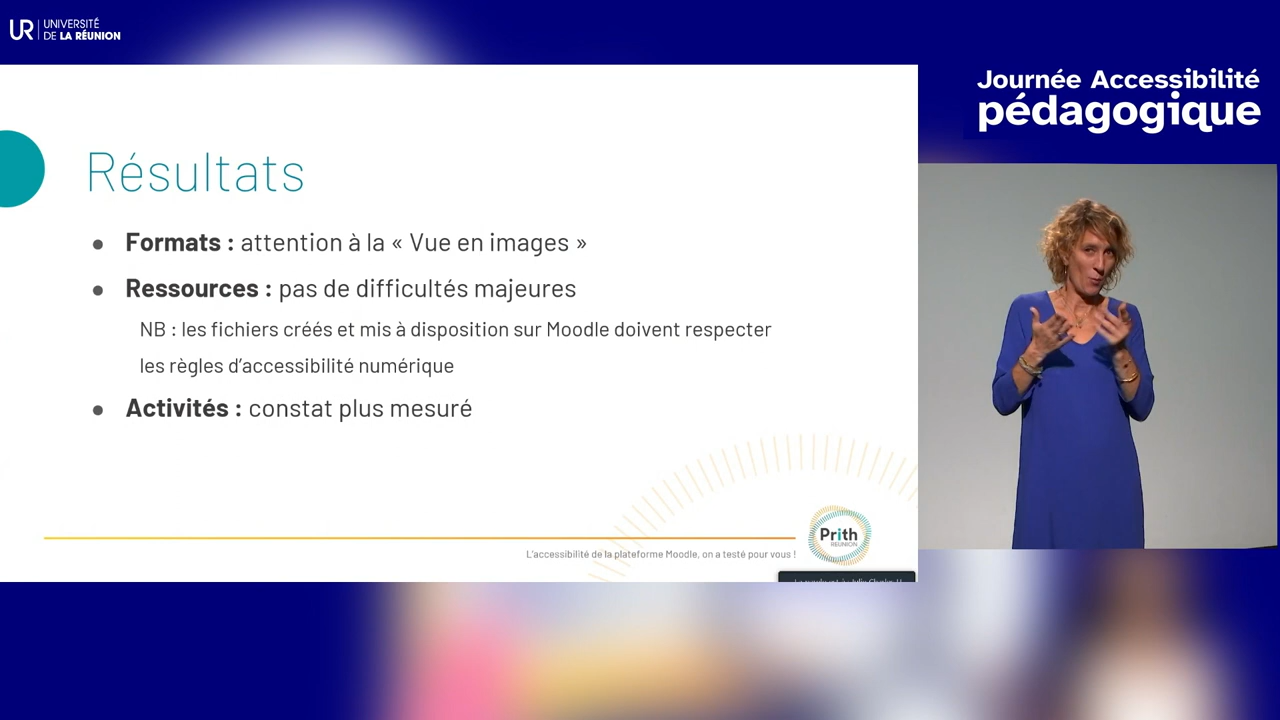 UR UNIVERSITÉ
DE LA RÉUNION
Journée Accessibilité
pédagogique
Résultats
● Formats : attention à la « Vue en images »
● Ressources : pas de difficultés majeures
NB : les fichiers créés et mis à disposition sur Moodle doivent respecter
les règles d’accessibilité numérique
● Activités : constat plus mesuré
Prith
RÉUNION
L’accessibilité de la plateforme Moodle, on a testé pour vous !